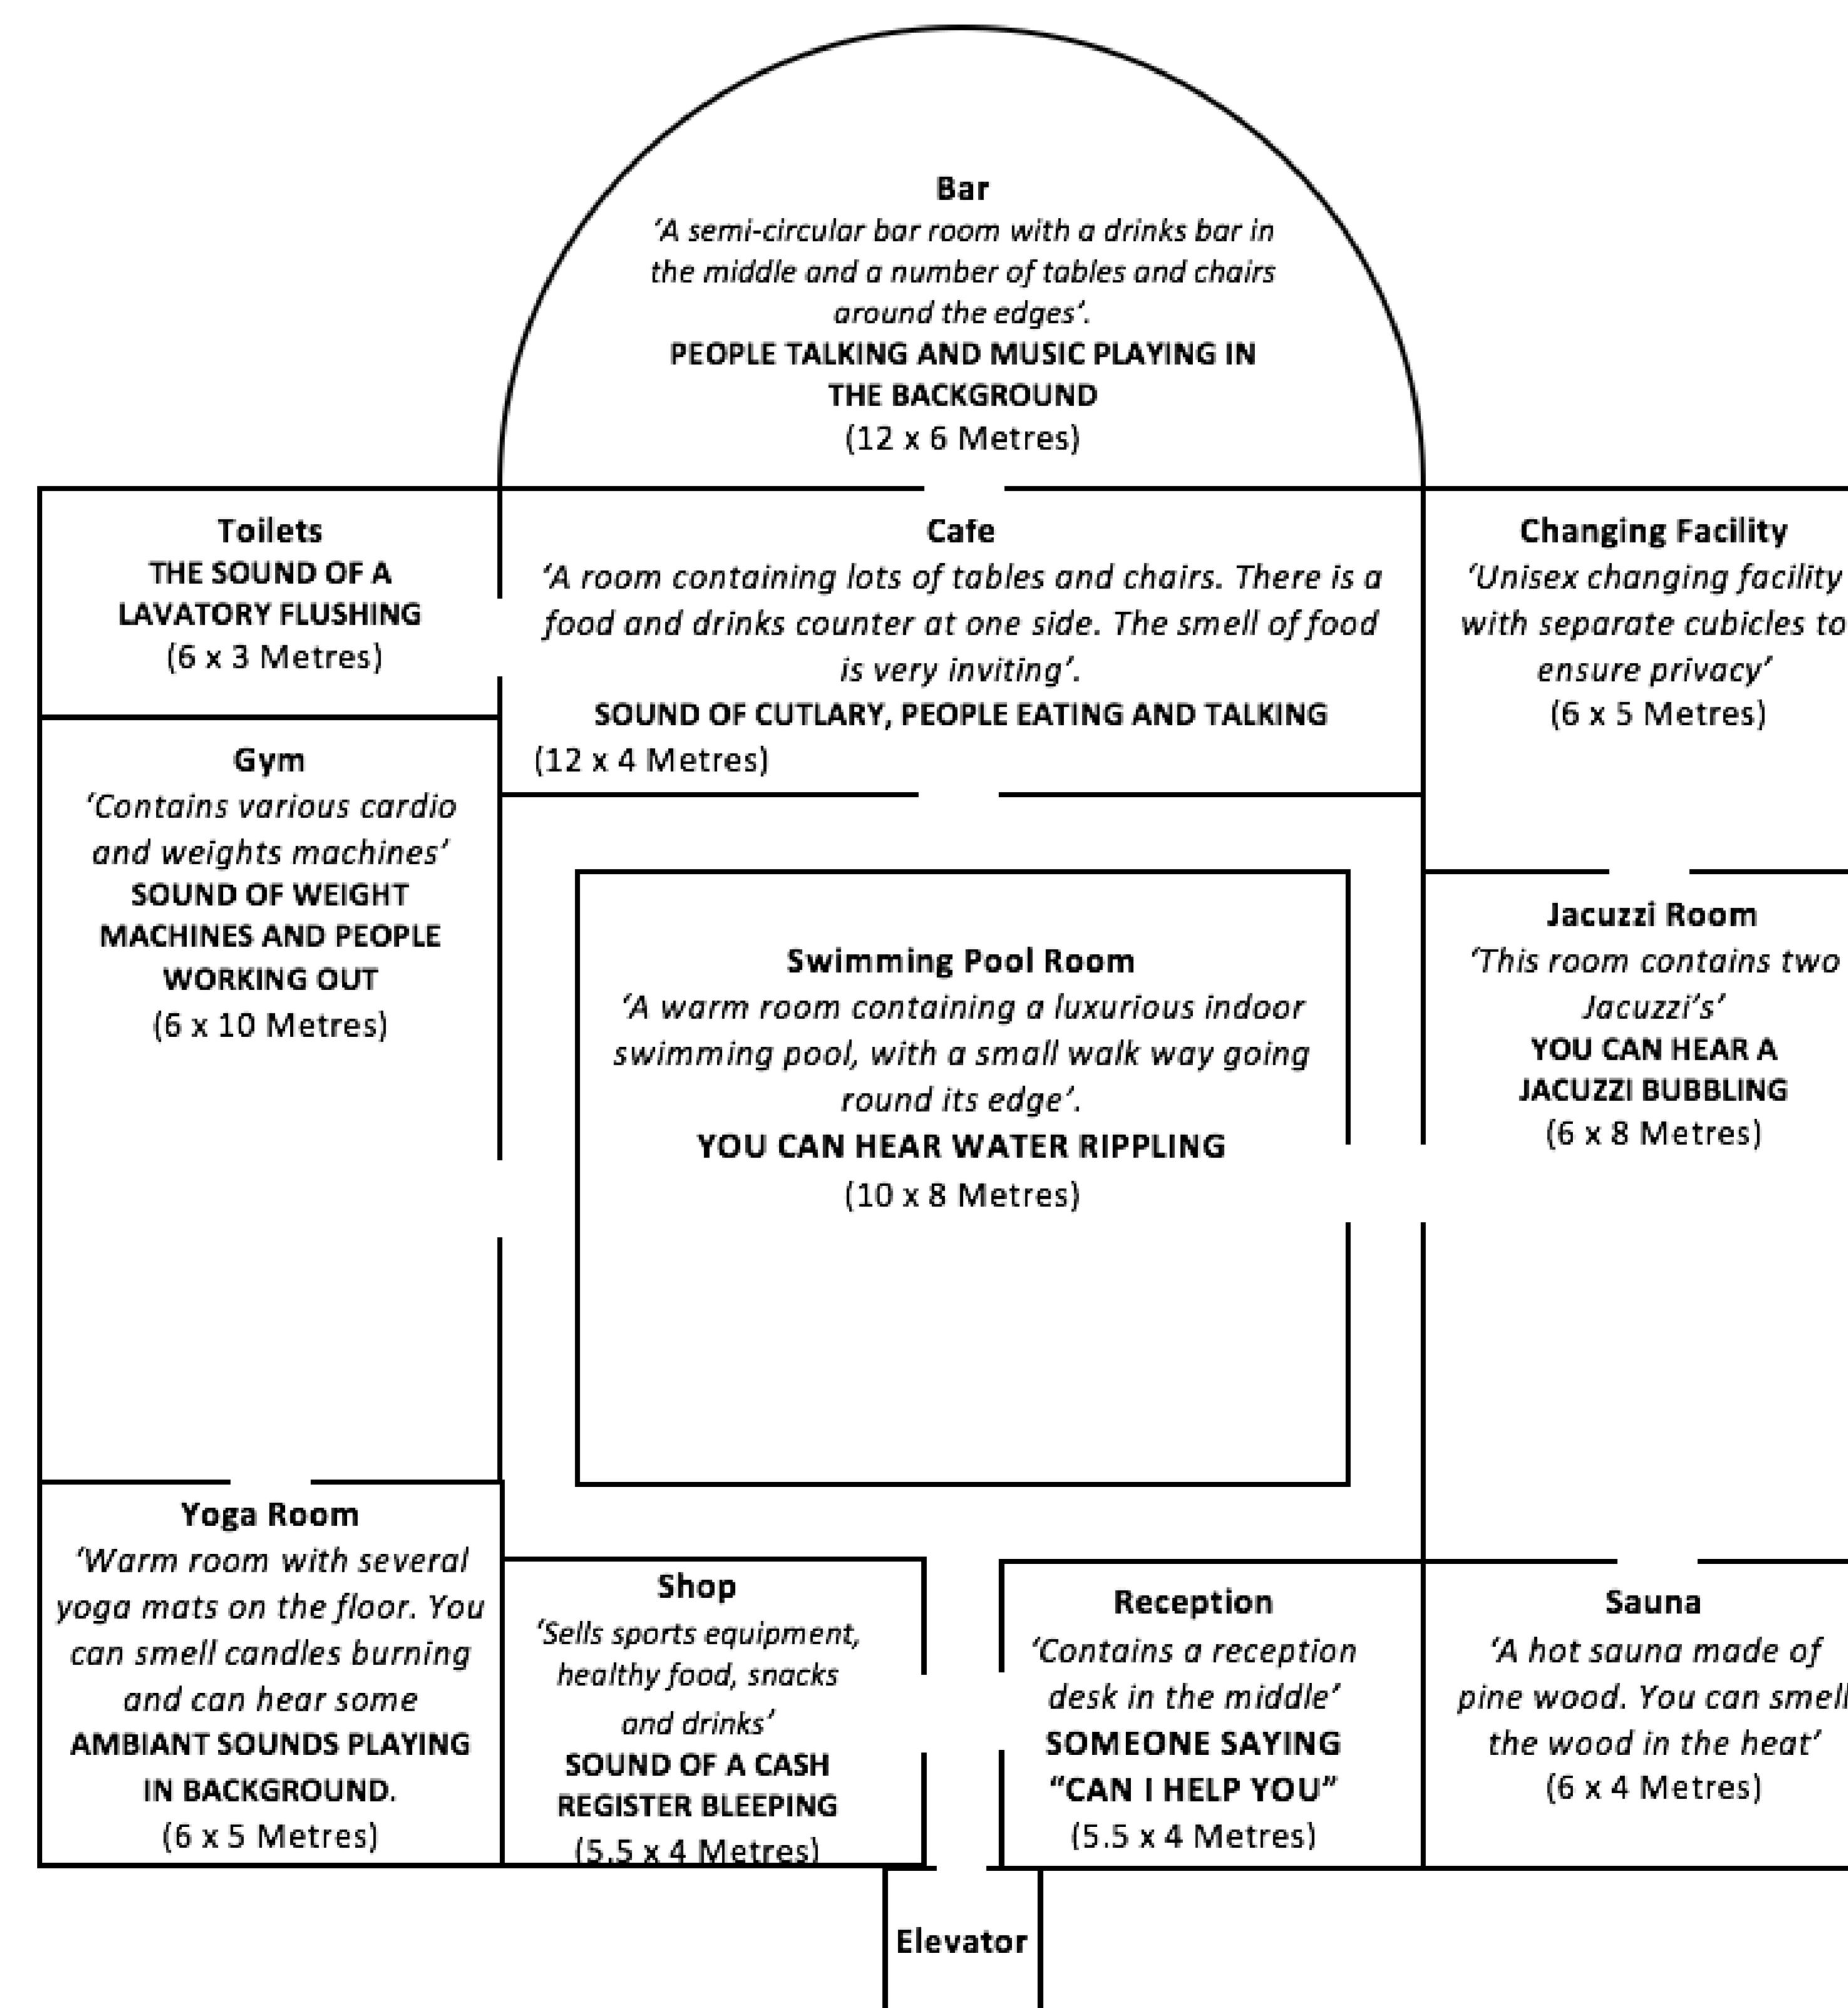 Bar
‘A semi-circular bar room with a drinks bar in
the middle and a number of tables and chairs
around the edges’.
PEOPLE TALKING AND MUSIC PLAYING IN
THE BACKGROUND
(12 x 6 Metres)
Toilets
THE SOUND OF A
LAVATORY FLUSHING
(6 x 3 Metres)
Cafe
‘A room containing lots of tables and chairs. There is a
food and drinks counter at one side. The smell of food
is very inviting’.
SOUND OF CUTLARY, PEOPLE EATING AND TALKING
(12 x 4 Metres)
Changing Facility
‘Unisex changing facility
with separate cubicles to
ensure privacy’
(6 x 5 Metres)
Gym
‘Contains various cardio
and weights machines’
SOUND OF WEIGHT
MACHINES AND PEOPLE
WORKING OUT
(6 x 10 Metres)
Swimming Pool Room
‘A warm room containing a luxurious indoor
swimming pool, with a small walk way going
round its edge’.
YOU CAN HEAR WATER RIPPLING
(10 x 8 Metres)
Jacuzzi Room
‘This room contains two
Jacuzzi’s’
YOU CAN HEAR A
JACUZZI BUBBLING
(6 x 8 Metres)
Yoga Room
‘Warm room with several
yoga mats on the floor. You
can smell candles burning
and can hear some
AMBIANT SOUNDS PLAYING
IN BACKGROUND.
(6 x 5 Metres)
Shop
‘Sells sports equipment,
healthy food, snacks
and drinks’
SOUND OF A CASH
REGISTER BLEEPING
(5.5 x 4 Metres)
Reception
‘Contains a reception
desk in the middle’
SOMEONE SAYING
“CAN I HELP YOU”
(5.5 x 4 Metres)
Sauna
‘A hot sauna made of
pine wood. You can smell
the wood in the heat’
(6 x 4 Metres)
Elevator